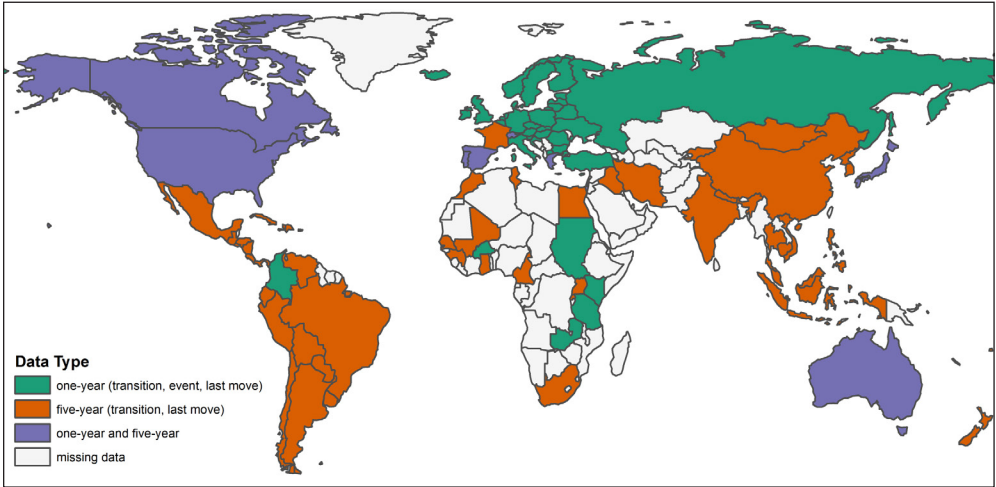 Data Type
one-year (transition, event, last move)
five-year (transition, last move)
one-year and five-year
missing data